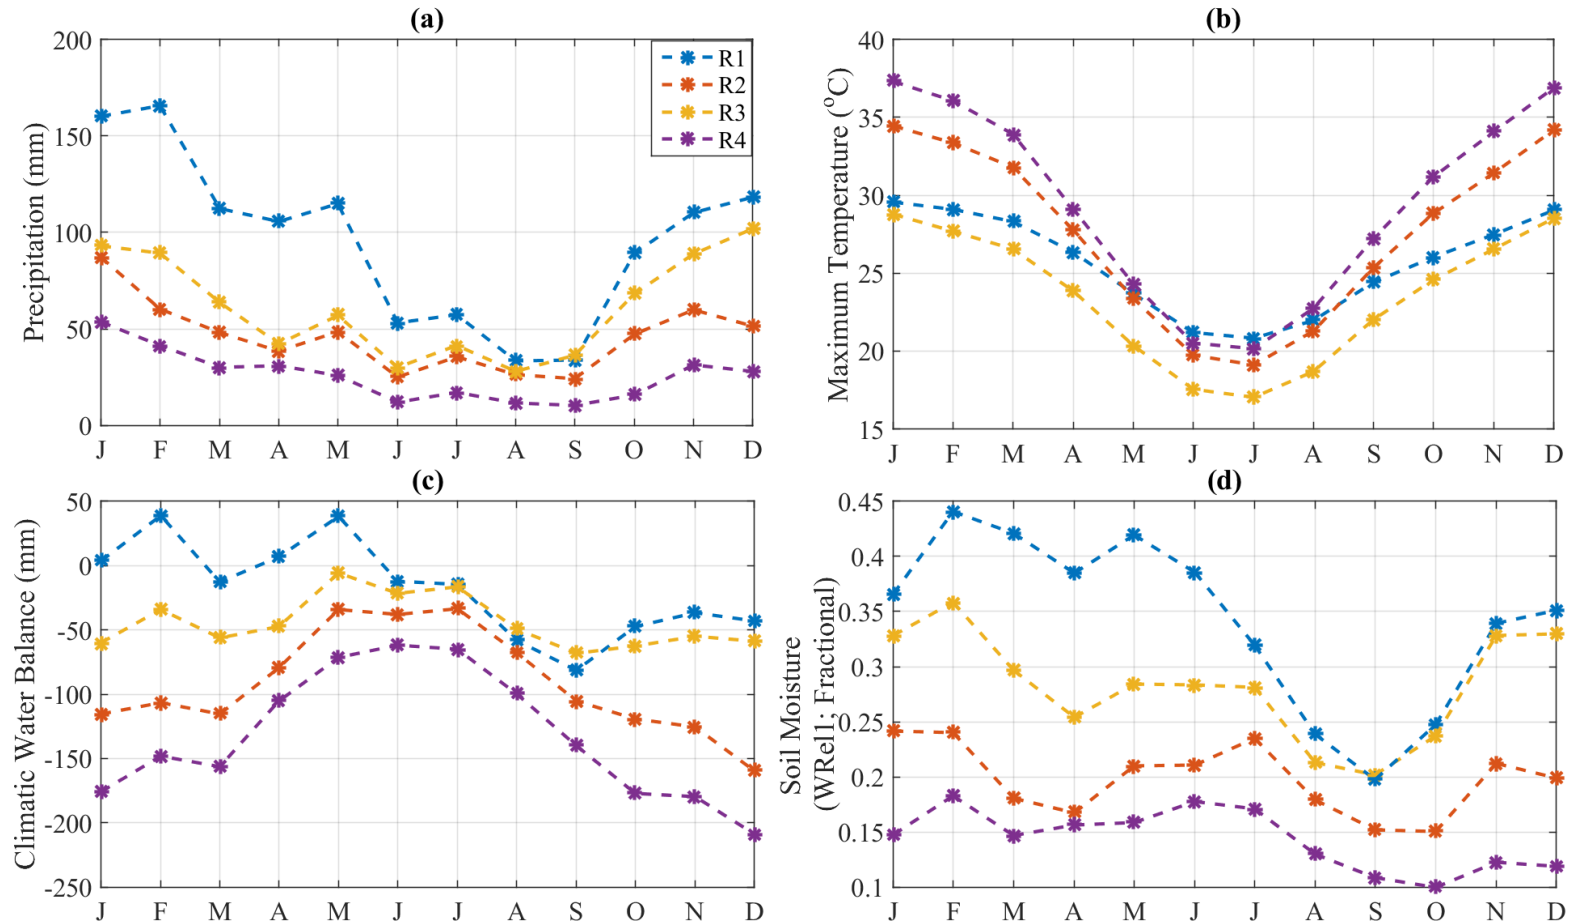 (a)
200
150
100
50
0
Precipitation (mm)
R1
R2
R3
R4
J F M A M J J A S O N D
(b)
40
35
30
25
20
15
Maximum Temperature (°C)
J F M A M J J A S O N D
(c)
50
0
-50
-100
-150
-200
-250
Climatic Water Balance (mm)
J F M A M J J A S O N D
(d)
0.45
0.4
0.35
0.3
0.25
0.2
0.15
0.1
Soil Moisture
(WRel1; Fractional)
J F M A M J J A S O N D